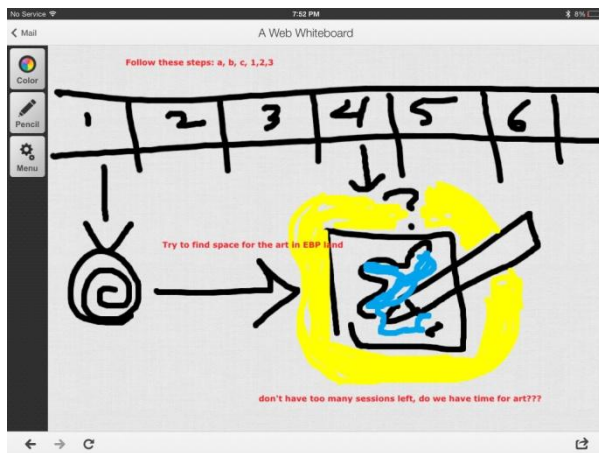 No Service 7:52 PM 8%
Mail A Web Whiteboard
Follow these steps: a, b, c, 1,2,3
Color
Pencil
Menu
1 2 3 4 5 6
?
Try to find space for the art in EBP land
don't have too many sessions left, do we have time for art???